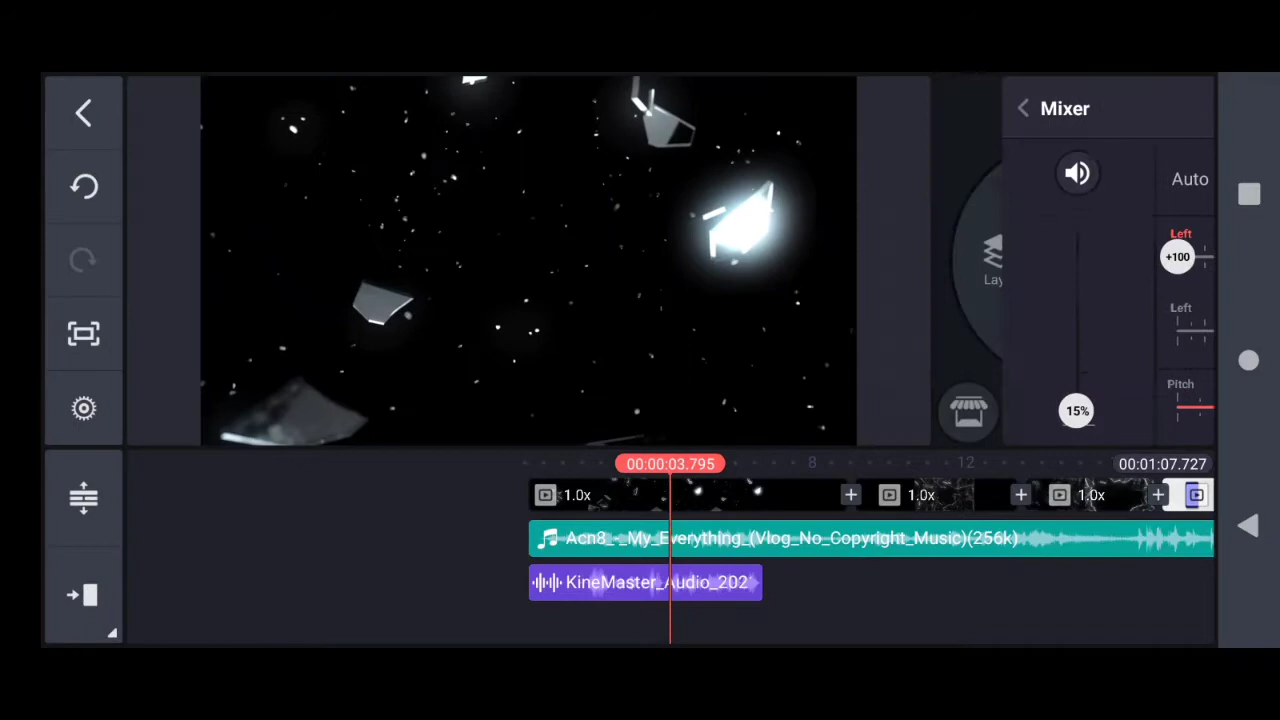 Mixer
Auto
Left
+100
Lay
Left
Pitch
15%
00:00:03.795
8
12
00:01:07.727
1.0x
1.0x
1.0x
Acn8_-_My_Everything_(Vlog_No_Copyright_Music)(256k)
KineMaster_Audio_202